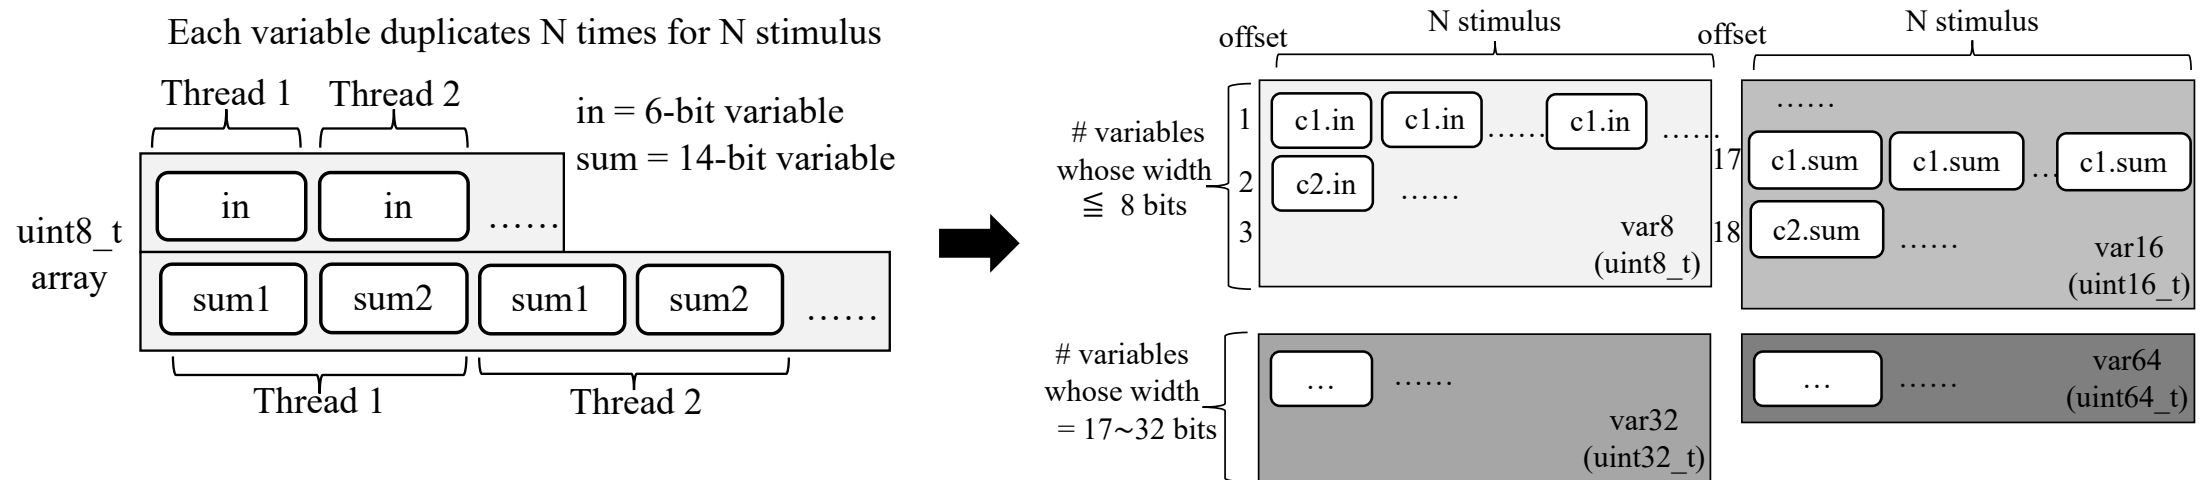 Each variable duplicates N times for N stimulus
Thread 1
Thread 2
in = 6-bit variable
sum = 14-bit variable
uint8_t
array
in
in
......
sum1
sum2
sum1
sum2
......
Thread 1
Thread 2
offset
N stimulus
# variables
whose width
≦ 8 bits
1
c1.in
c1.in
......
c1.in
......
2
c2.in
......
3
var8
(uint8_t)
offset
N stimulus
......
17
c1.sum
c1.sum
...
c1.sum
18
c2.sum
......
var16
(uint16_t)
# variables
whose width
= 17~32 bits
...
......
var32
(uint32_t)
...
......
var64
(uint64_t)